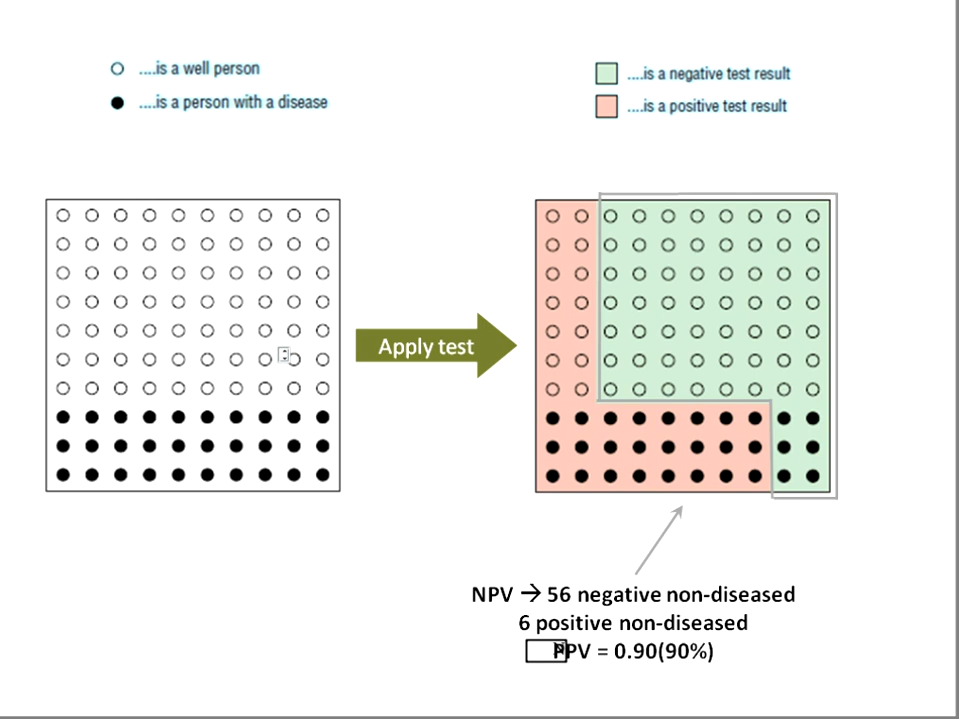 ....is a well person
....is a person with a disease
....is a negative test result
....is a positive test result
Apply test
NPV → 56 negative non-diseased
6 positive non-diseased
PV = 0.90(90%)